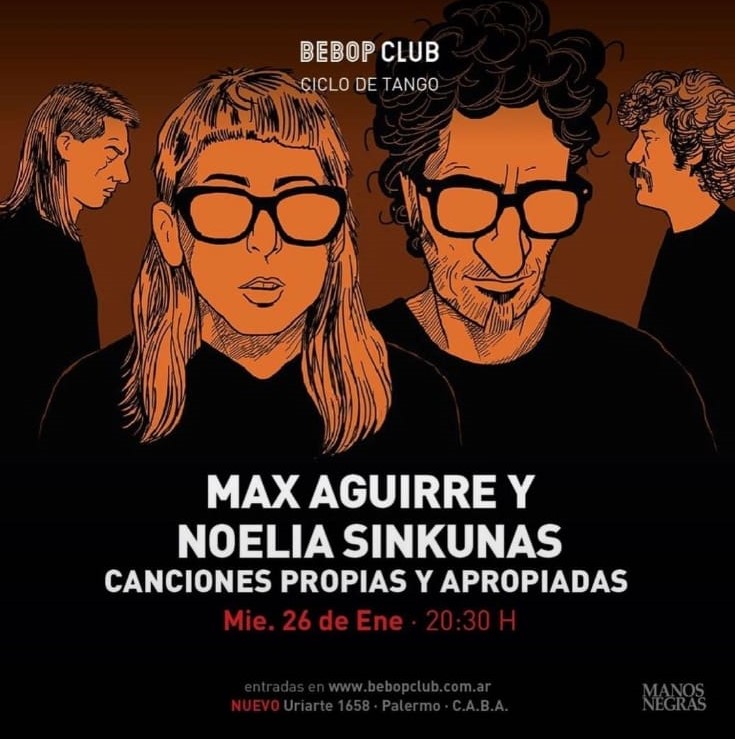 BEBOP CLUB
CICLO DE TANGO
MAX AGUIRRE Y
NOELIA SINKUNAS
CANCIONES PROPIAS Y APROPIADAS
Mie. 26 de Ene · 20:30 H
entradas en www.bebopclub.com.ar
NUEVO Uriarte 1658 · Palermo · C.A.B.A.
MANOS
NEGRAS